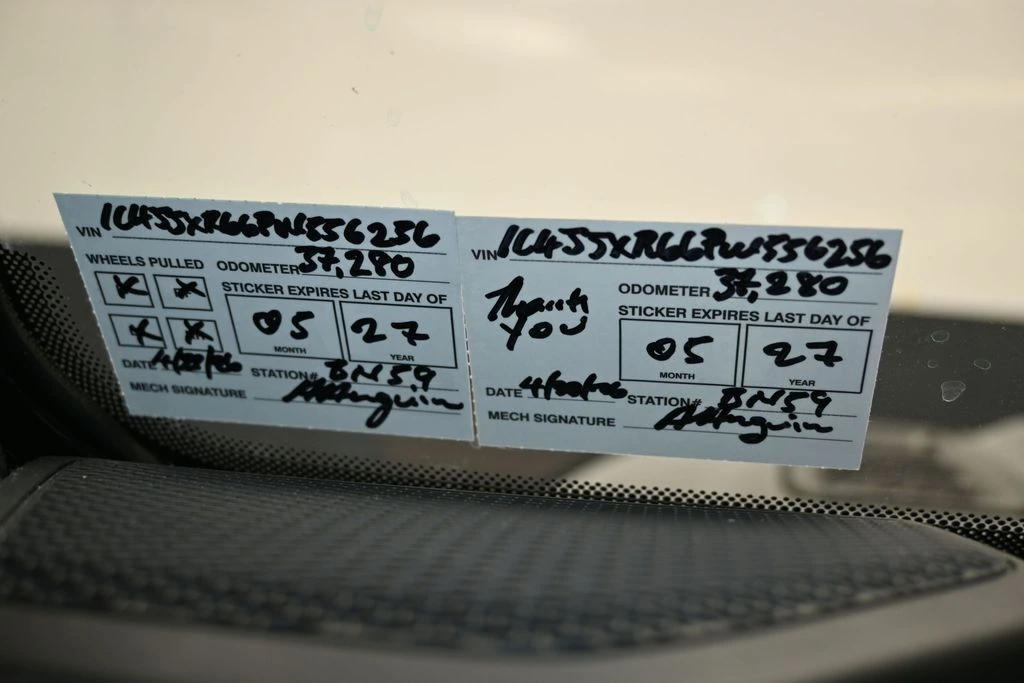 VIN 1C4JJXR66PW556256
WHEELS PULLED
ODOMETER 37,280
STICKER EXPIRES LAST DAY OF
X X
X X
05 27
MONTH YEAR
DATE STATION# BN59
MECH SIGNATURE
VIN 1C4JJXR66PW556256
ODOMETER 37,280
Thank
you
STICKER EXPIRES LAST DAY OF
05 27
MONTH YEAR
DATE STATION# BN59
MECH SIGNATURE